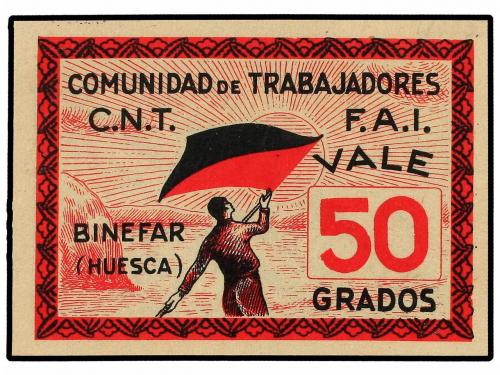 COMUNIDAD DE TRABAJADORES
C.N.T. F.A.I.
VALE
50
GRADOS
BINEFAR
(HUESCA)